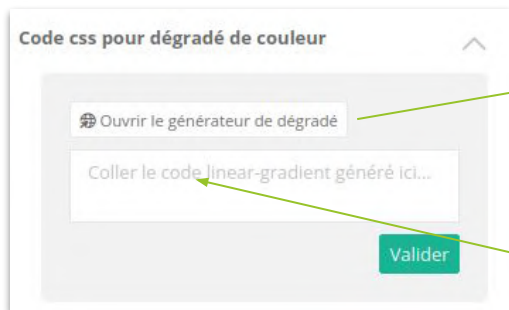 Code css pour dégradé de couleur
Ouvrir le générateur de dégradé
Coller le code linear-gradient généré ici...
Valider